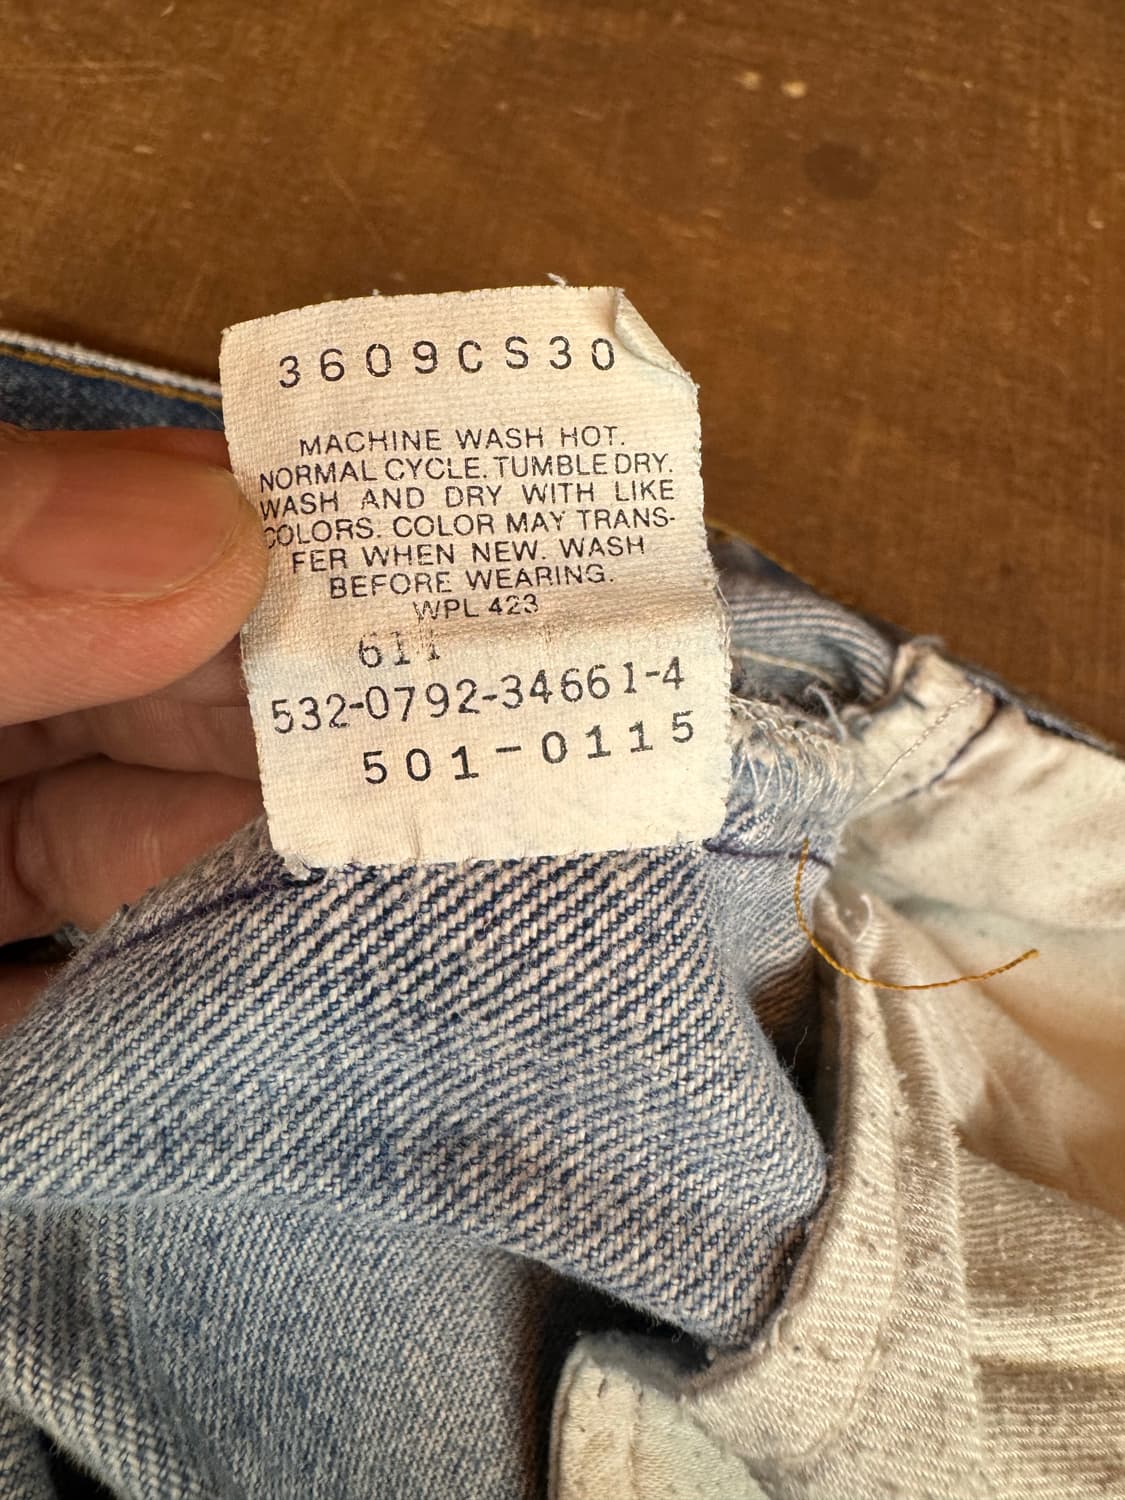 3609CS30
MACHINE WASH HOT.
NORMAL CYCLE. TUMBLE DRY.
WASH AND DRY WITH LIKE
COLORS. COLOR MAY TRANS-
FER WHEN NEW. WASH
BEFORE WEARING.
WPL 423
611
532-0792-34661-4
501-0115